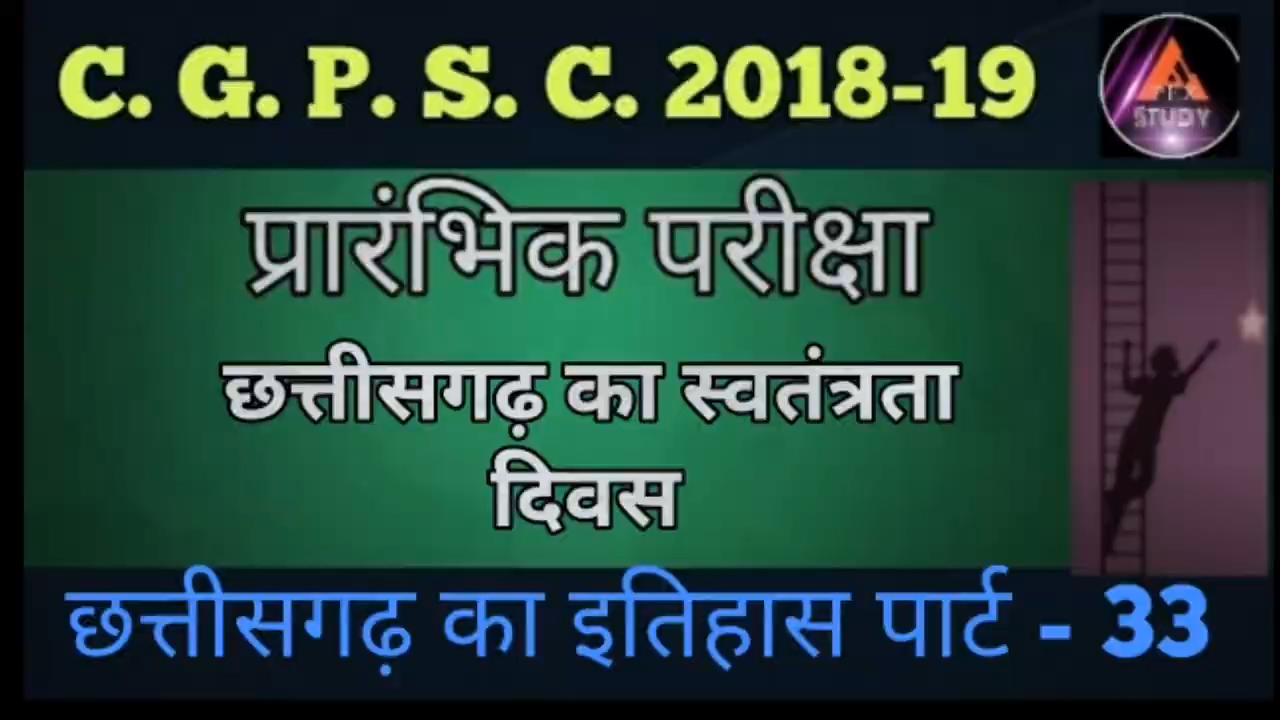 C. G. P. S. C. 2018-19
STUDY
प्रारंभिक परीक्षा
छत्तीसगढ़ का स्वतंत्रता
दिवस
छत्तीसगढ़ का इतिहास पार्ट - 33